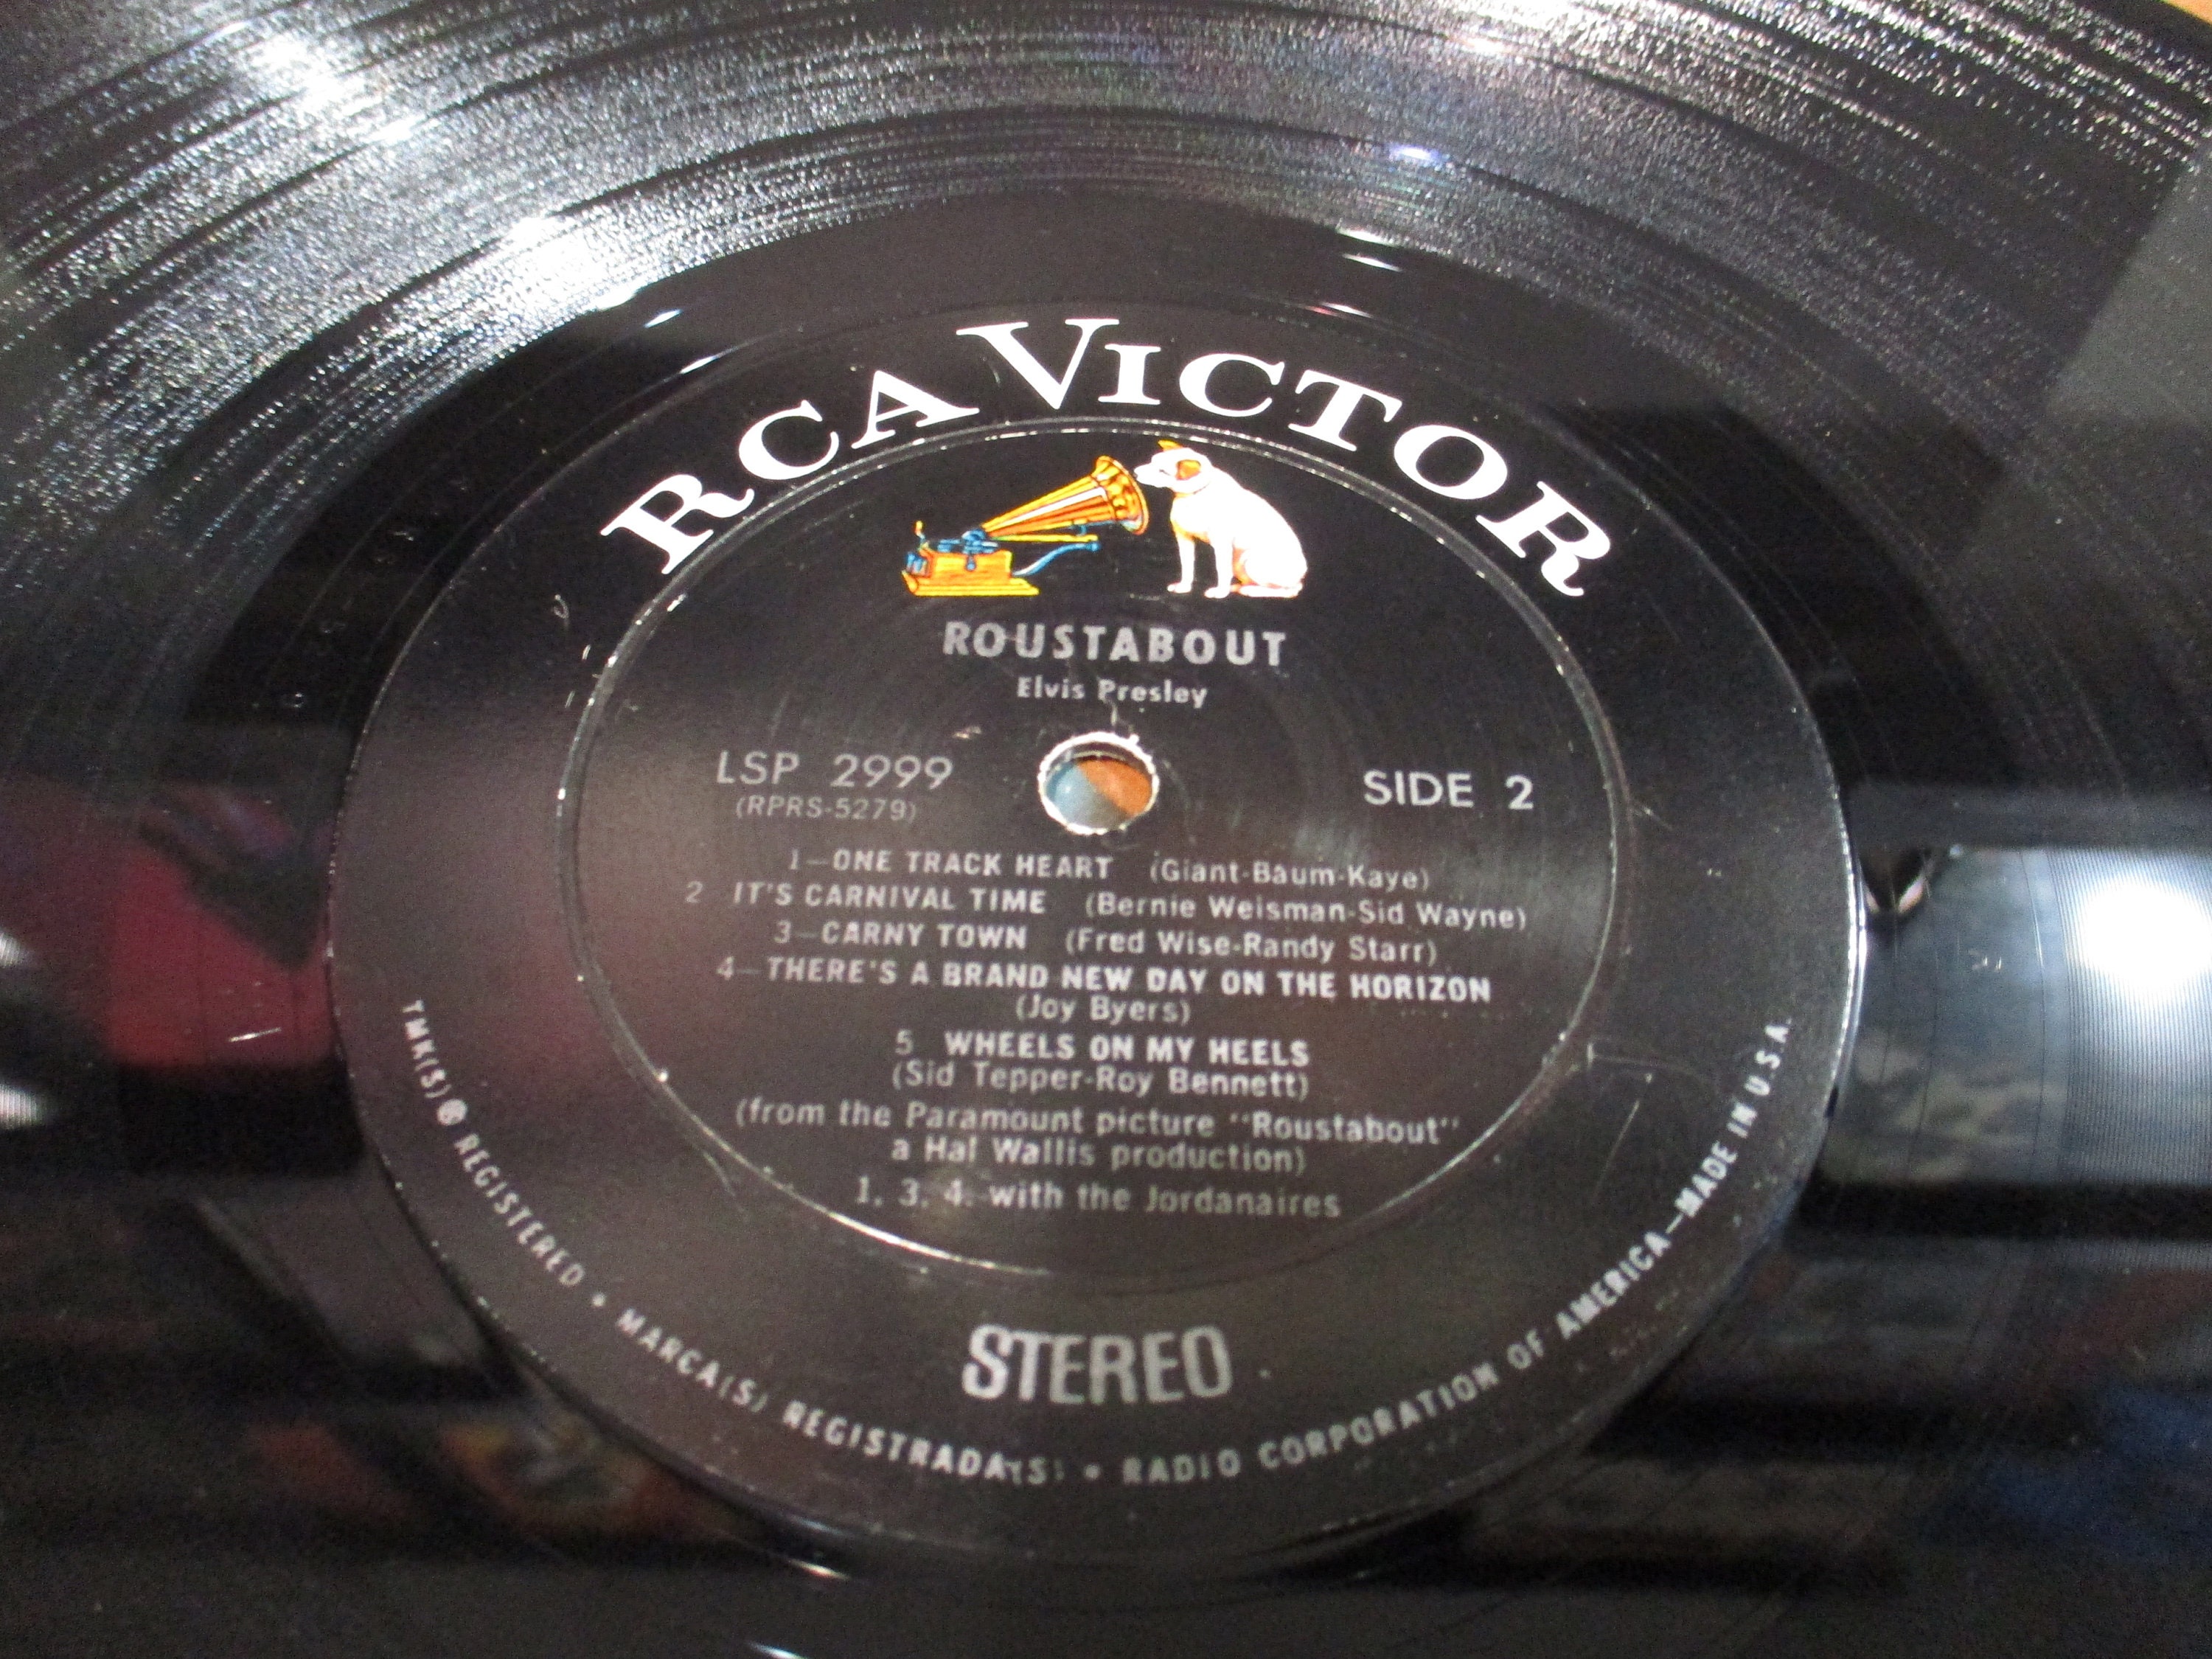 RCA VICTOR
ROUSTABOUT
Elvis Presley
LSP 2999
(RPRS-5279)
SIDE 2
1—ONE TRACK HEART (Giant-Baum-Kaye)
2 IT'S CARNIVAL TIME (Bernie Weisman-Sid Wayne)
3—CARNY TOWN (Fred Wise-Randy Starr)
4—THERE'S A BRAND NEW DAY ON THE HORIZON
(Joy Byers)
5 WHEELS ON MY HEELS
(Sid Tepper-Roy Bennett)
(from the Paramount picture "Roustabout"
a Hal Wallis production)
1, 3, 4. with the Jordanaires
STEREO
TMK(S) ® REGISTERED • MARCA(S) REGISTRADA(S) • RADIO CORPORATION OF AMERICA—MADE IN U.S.A.